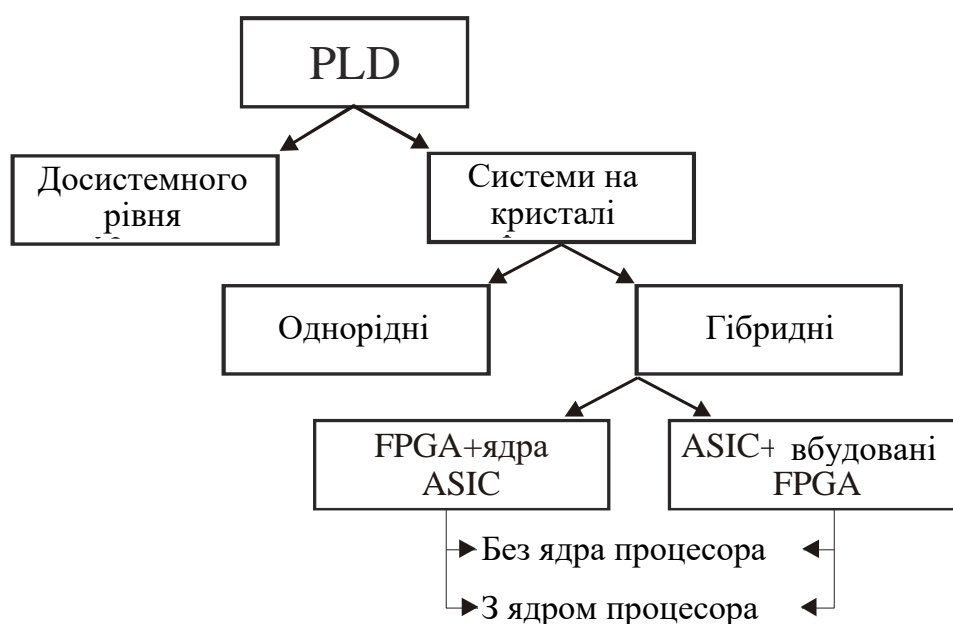 PLD
Досистемного
рівня
Системи на
кристалі
Однорідні
Гібридні
FPGA+ядра
ASIC
ASIC+ вбудовані
FPGA
Без ядра процесора
З ядром процесора